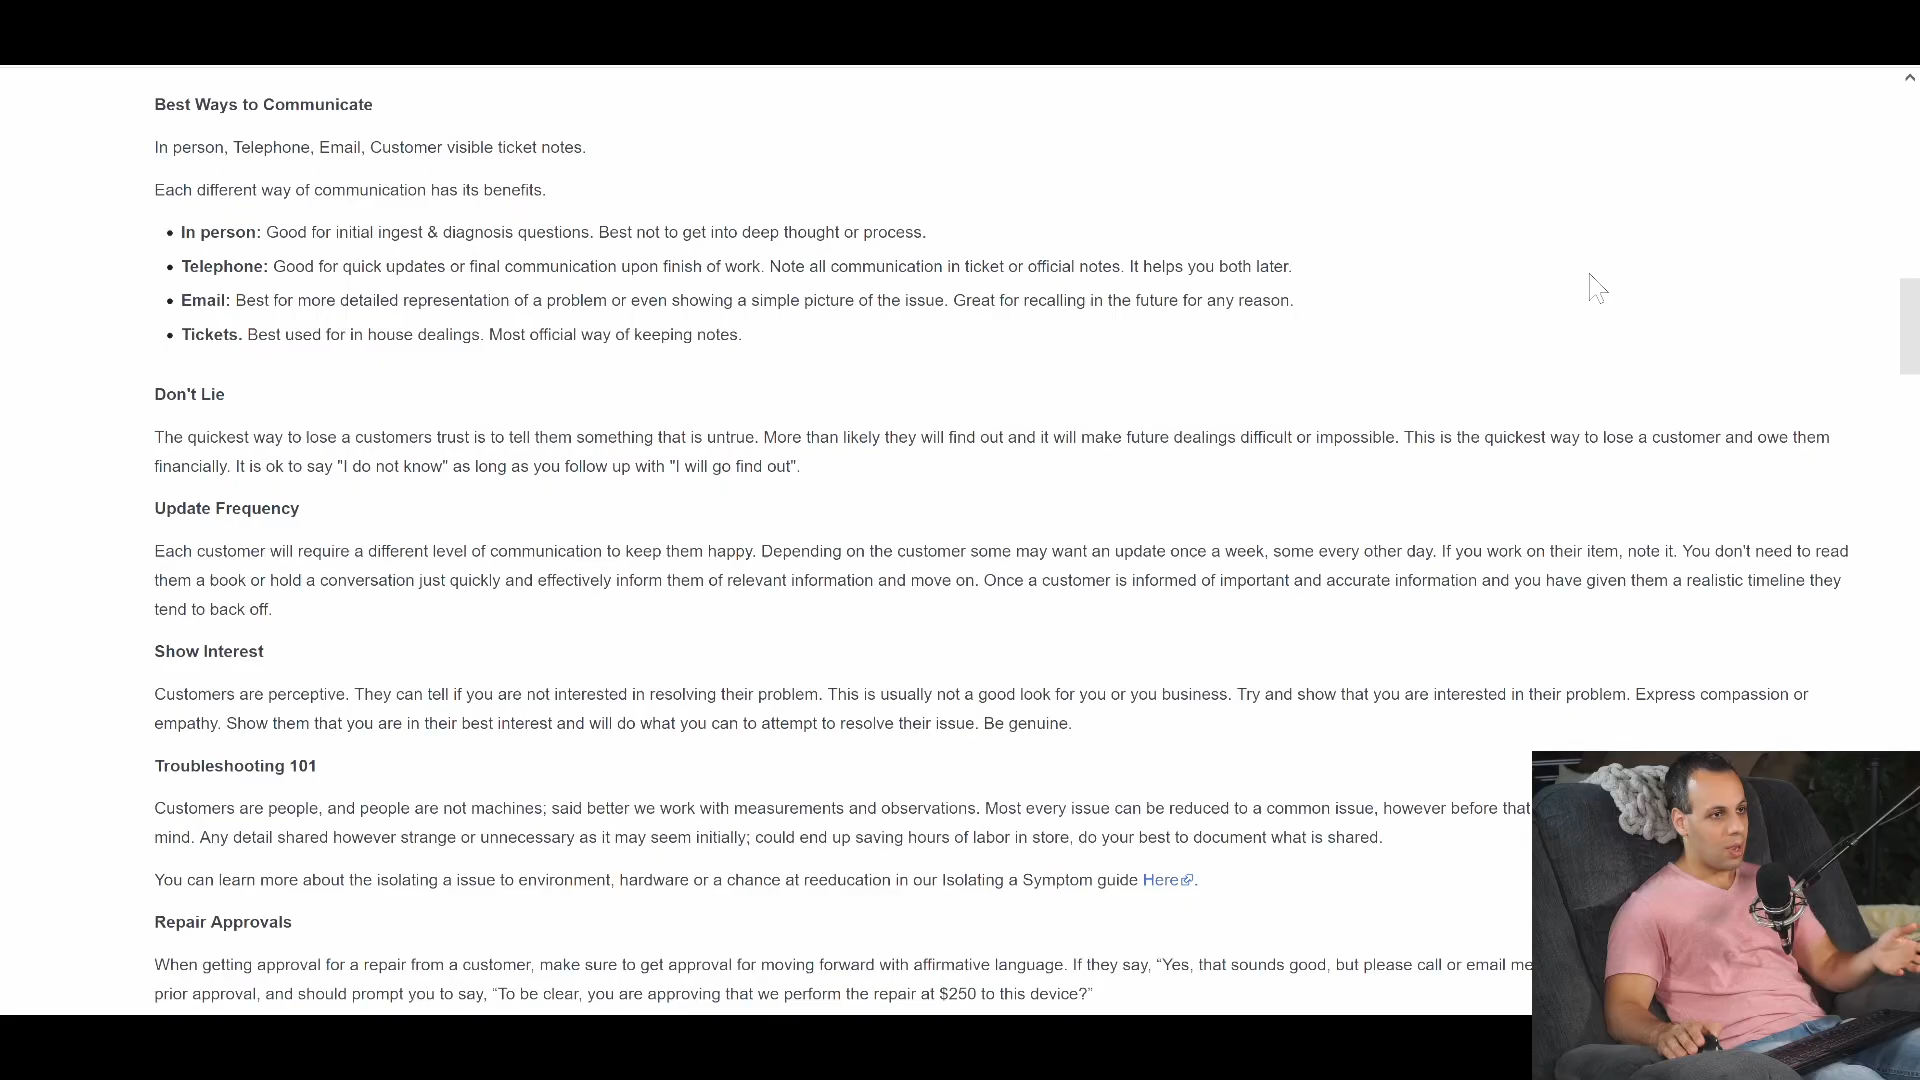 Best Ways to Communicate
In person, Telephone, Email, Customer visible ticket notes.
Each different way of communication has its benefits.
• In person: Good for initial ingest & diagnosis questions. Best not to get into deep thought or process.
• Telephone: Good for quick updates or final communication upon finish of work. Note all communication in ticket or official notes. It helps you both later.
• Email: Best for more detailed representation of a problem or even showing a simple picture of the issue. Great for recalling in the future for any reason.
• Tickets. Best used for in house dealings. Most official way of keeping notes.
Don't Lie
The quickest way to lose a customers trust is to tell them something that is untrue. More than likely they will find out and it will make future dealings difficult or impossible. This is the quickest way to lose a customer and owe them
financially. It is ok to say "I do not know" as long as you follow up with "I will go find out".
Update Frequency
Each customer will require a different level of communication to keep them happy. Depending on the customer some may want an update once a week, some every other day. If you work on their item, note it. You don't need to read
them a book or hold a conversation just quickly and effectively inform them of relevant information and move on. Once a customer is informed of important and accurate information and you have given them a realistic timeline they
tend to back off.
Show Interest
Customers are perceptive. They can tell if you are not interested in resolving their problem. This is usually not a good look for you or you business. Try and show that you are interested in their problem. Express compassion or
empathy. Show them that you are in their best interest and will do what you can to attempt to resolve their issue. Be genuine.
Troubleshooting 101
Customers are people, and people are not machines; said better we work with measurements and observations. Most every issue can be reduced to a common issue, however before that
mind. Any detail shared however strange or unnecessary as it may seem initially; could end up saving hours of labor in store, do your best to document what is shared.
You can learn more about the isolating a issue to environment, hardware or a chance at reeducation in our Isolating a Symptom guide Here.
Repair Approvals
When getting approval for a repair from a customer, make sure to get approval for moving forward with affirmative language. If they say, “Yes, that sounds good, but please call or email me
prior approval, and should prompt you to say, “To be clear, you are approving that we perform the repair at $250 to this device?”